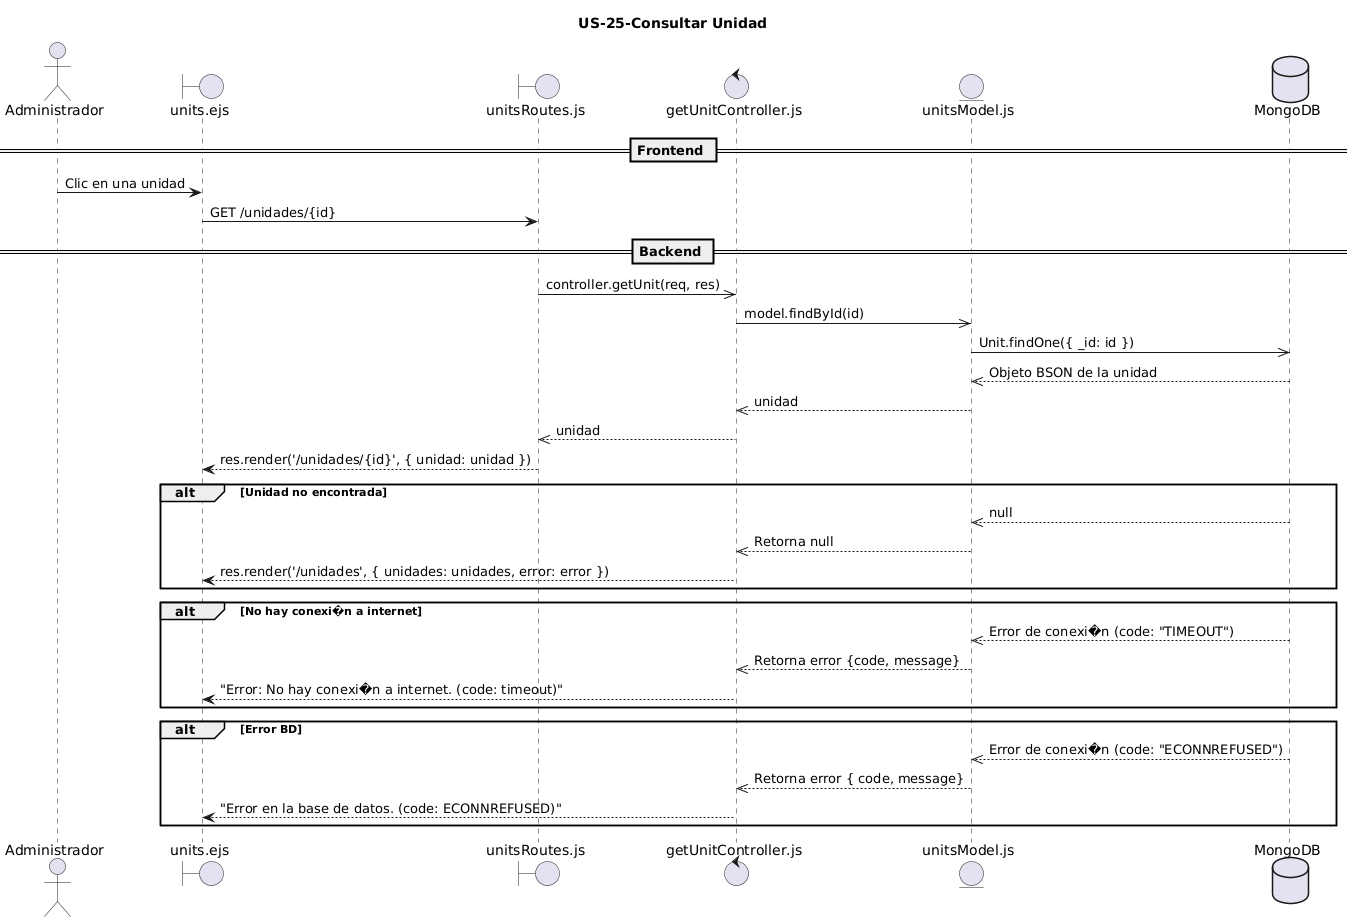 US-25-Consultar Unidad
Administrador
units.ejs
unitsRoutes.js
getUnitController.js
unitsModel.js
MongoDB
Frontend
Clic en una unidad
GET /unidades/{id}
Backend
controller.getUnit(req, res)
model.findById(id)
Unit.findOne({ _id: id })
Objeto BSON de la unidad
unidad
unidad
res.render('/unidades/{id}', { unidad: unidad })
alt [Unidad no encontrada]
null
Retorna null
res.render('/unidades', { unidades: unidades, error: error })
alt [No hay conexi�n a internet]
Error de conexi�n (code: "TIMEOUT")
Retorna error {code, message}
"Error: No hay conexi�n a internet. (code: timeout)"
alt [Error BD]
Error de conexi�n (code: "ECONNREFUSED")
Retorna error { code, message}
"Error en la base de datos. (code: ECONNREFUSED)"
Administrador
units.ejs
unitsRoutes.js
getUnitController.js
unitsModel.js
MongoDB